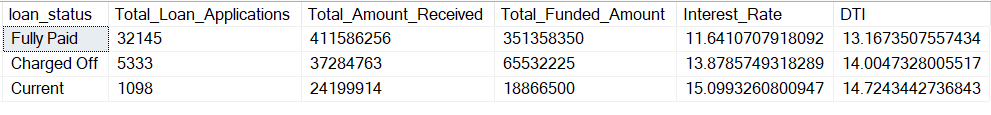 loan_status Total_Loan_Applications Total_Amount_Received Total_Funded_Amount Interest_Rate DTI
Fully Paid 32145 411586256 351358350 11.6410707918092 13.1673507557434
Charged Off 5333 37284763 65532225 13.8785749318289 14.0047328005517
Current 1098 24199914 18866500 15.0993260800947 14.7243442736843